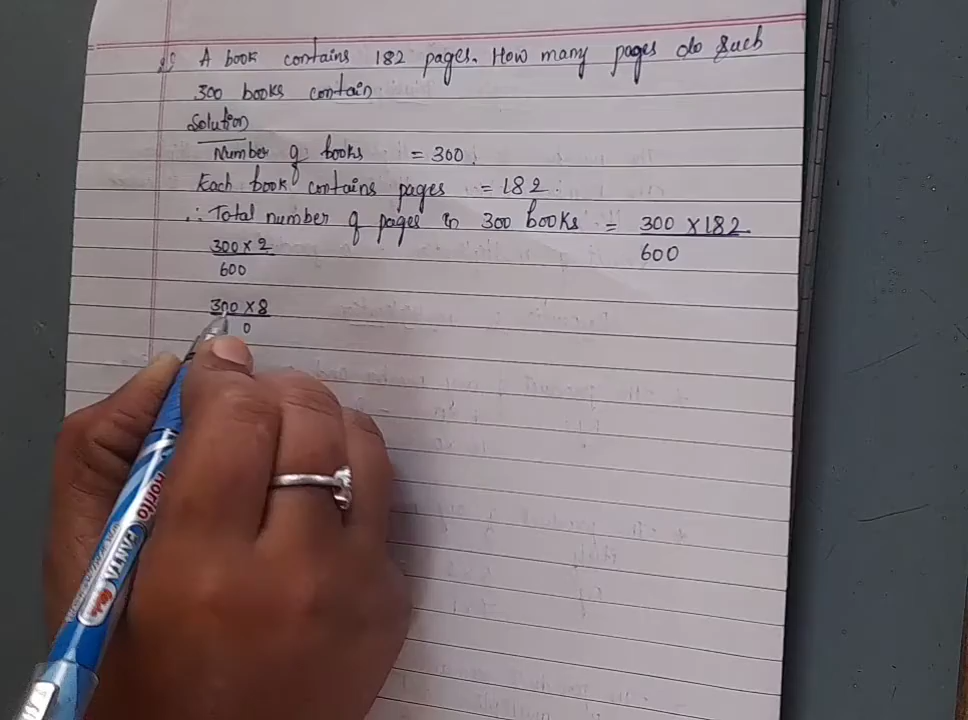 A book contains 182 pages. How many pages do such
300 books contain
Solution
Number of books = 300.
Each book contains pages = 182.
∴ Total number of pages in 300 books = 300 × 182
300 × 2
600
600
300 × 8
0
Rorito
FANTA